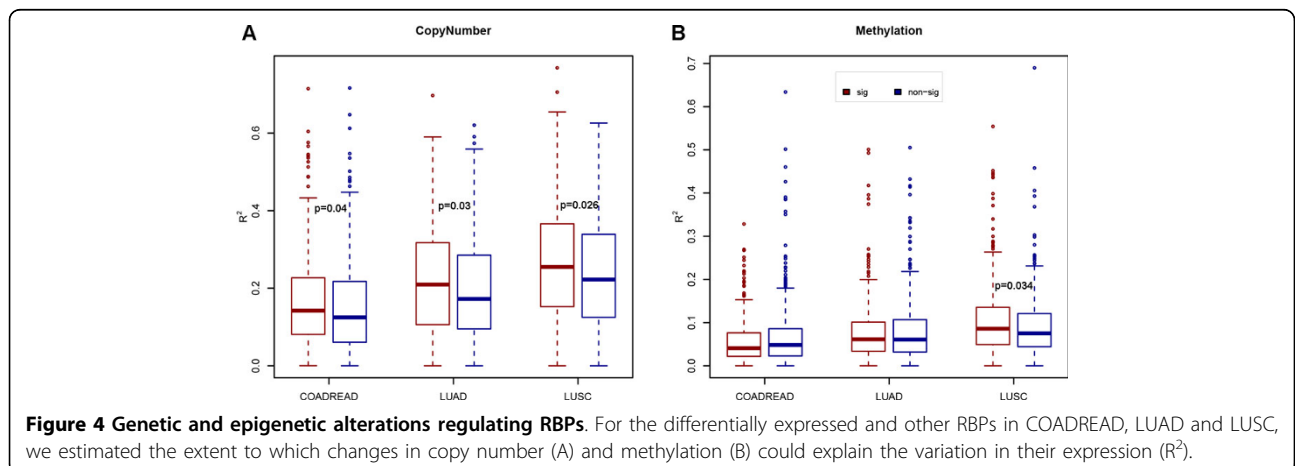 A
CopyNumber
R²
0.0
0.2
0.4
0.6
p=0.04
p=0.03
p=0.026
COADREAD
LUAD
LUSC
B
Methylation
R²
0.0
0.1
0.2
0.3
0.4
0.5
0.6
0.7
sig
non-sig
p=0.034
COADREAD
LUAD
LUSC
Figure 4 Genetic and epigenetic alterations regulating RBPs. For the differentially expressed and other RBPs in COADREAD, LUAD and LUSC,
we estimated the extent to which changes in copy number (A) and methylation (B) could explain the variation in their expression (R²).